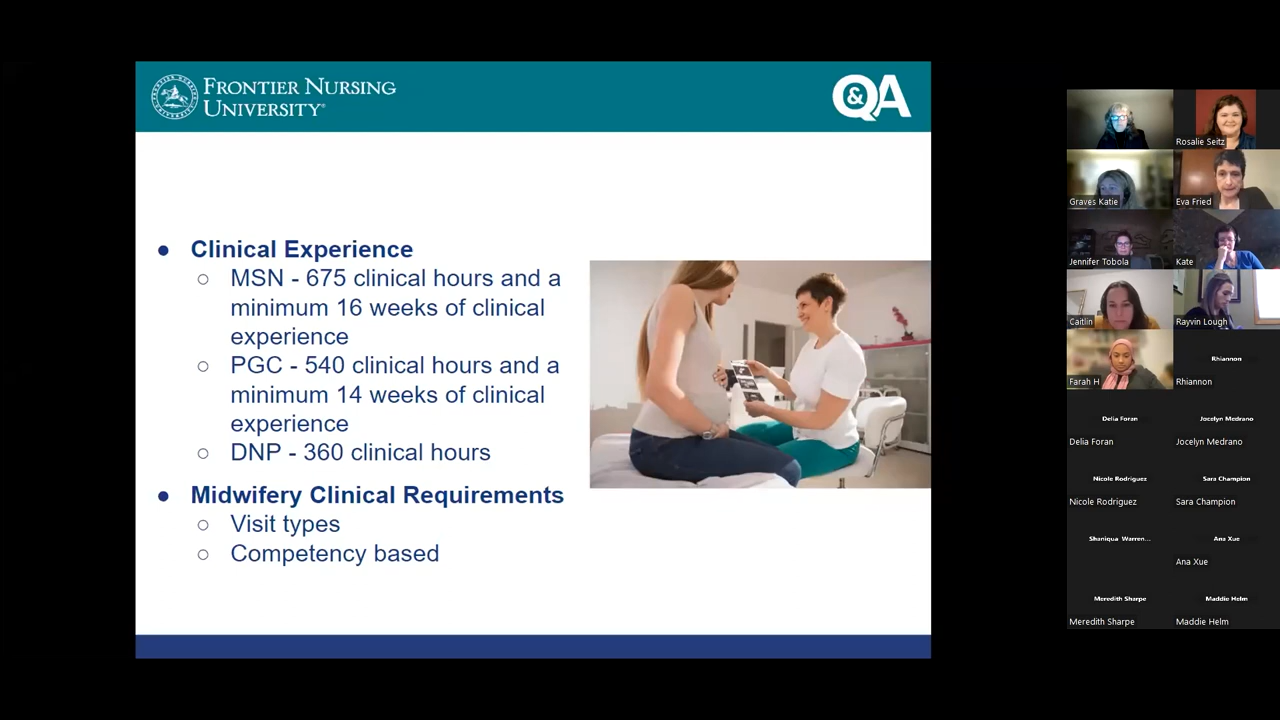 FRONTIER NURSING
UNIVERSITY®
Q&A
● Clinical Experience
○ MSN - 675 clinical hours and a
minimum 16 weeks of clinical
experience
○ PGC - 540 clinical hours and a
minimum 14 weeks of clinical
experience
○ DNP - 360 clinical hours
● Midwifery Clinical Requirements
○ Visit types
○ Competency based
Rosalie Seitz
Graves Katie
Eva Fried
Jennifer Tobola
Kate
Caitlin
Rayvin Lough
Farah H
Rhiannon
Rhiannon
Delia Foran
Delia Foran
Jocelyn Medrano
Jocelyn Medrano
Nicole Rodriguez
Nicole Rodriguez
Sara Champion
Sara Champion
Shaniqua Warren...
Ana Xue
Ana Xue
Meredith Sharpe
Meredith Sharpe
Maddie Helm
Maddie Helm